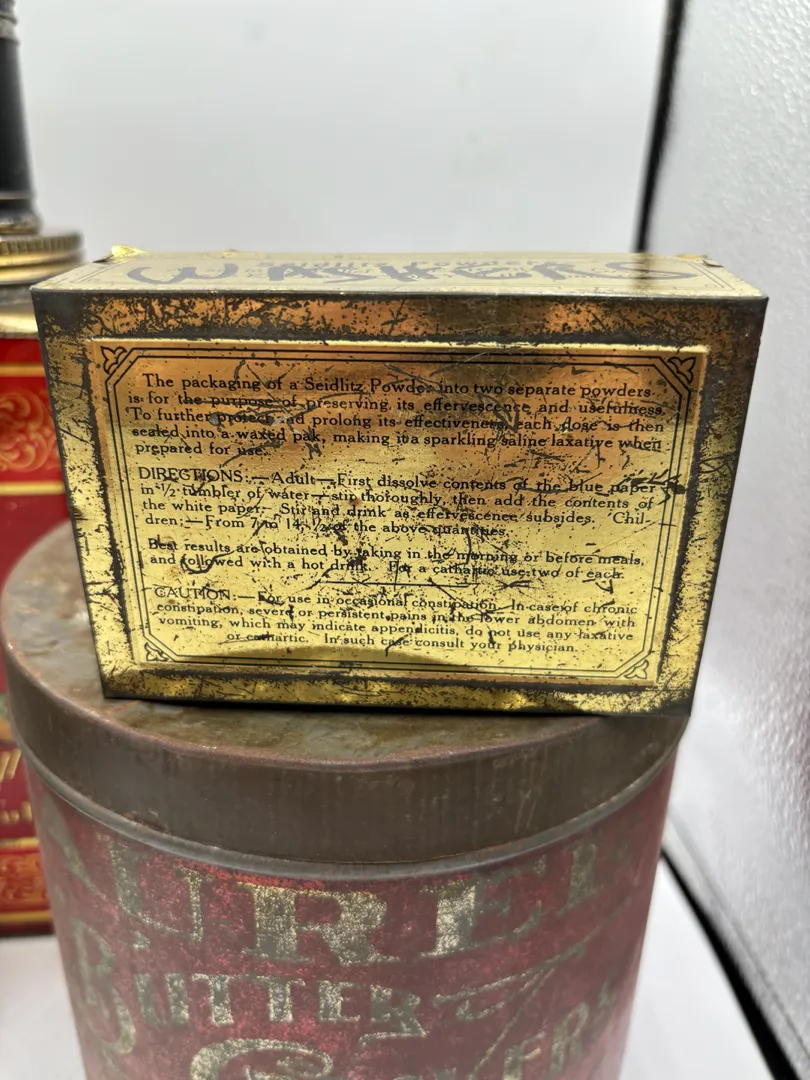 Seidlitz Powders
WASKERS
The packaging of a Seidlitz Powder into two separate powders
is for the purpose of preserving its effervescence and usefulness.
To further protect and prolong its effectiveness, each dose is then
sealed into a waxed pak, making it a sparkling saline laxative when
prepared for use.
DIRECTIONS:—Adult—First dissolve contents of the blue paper
in ½ tumbler of water—stir thoroughly, then add the contents of
the white paper. Stir and drink as effervescence subsides. Chil-
dren:—From 7 to 14, ½ of the above quantities.
Best results are obtained by taking in the morning or before meals,
and followed with a hot drink. For a cathartic use two of each.
CAUTION:—For use in occasional constipation. In case of chronic
constipation, severe or persistent pains in the lower abdomen with
vomiting, which may indicate appendicitis, do not use any laxative
or cathartic. In such case consult your physician.
BUTTER